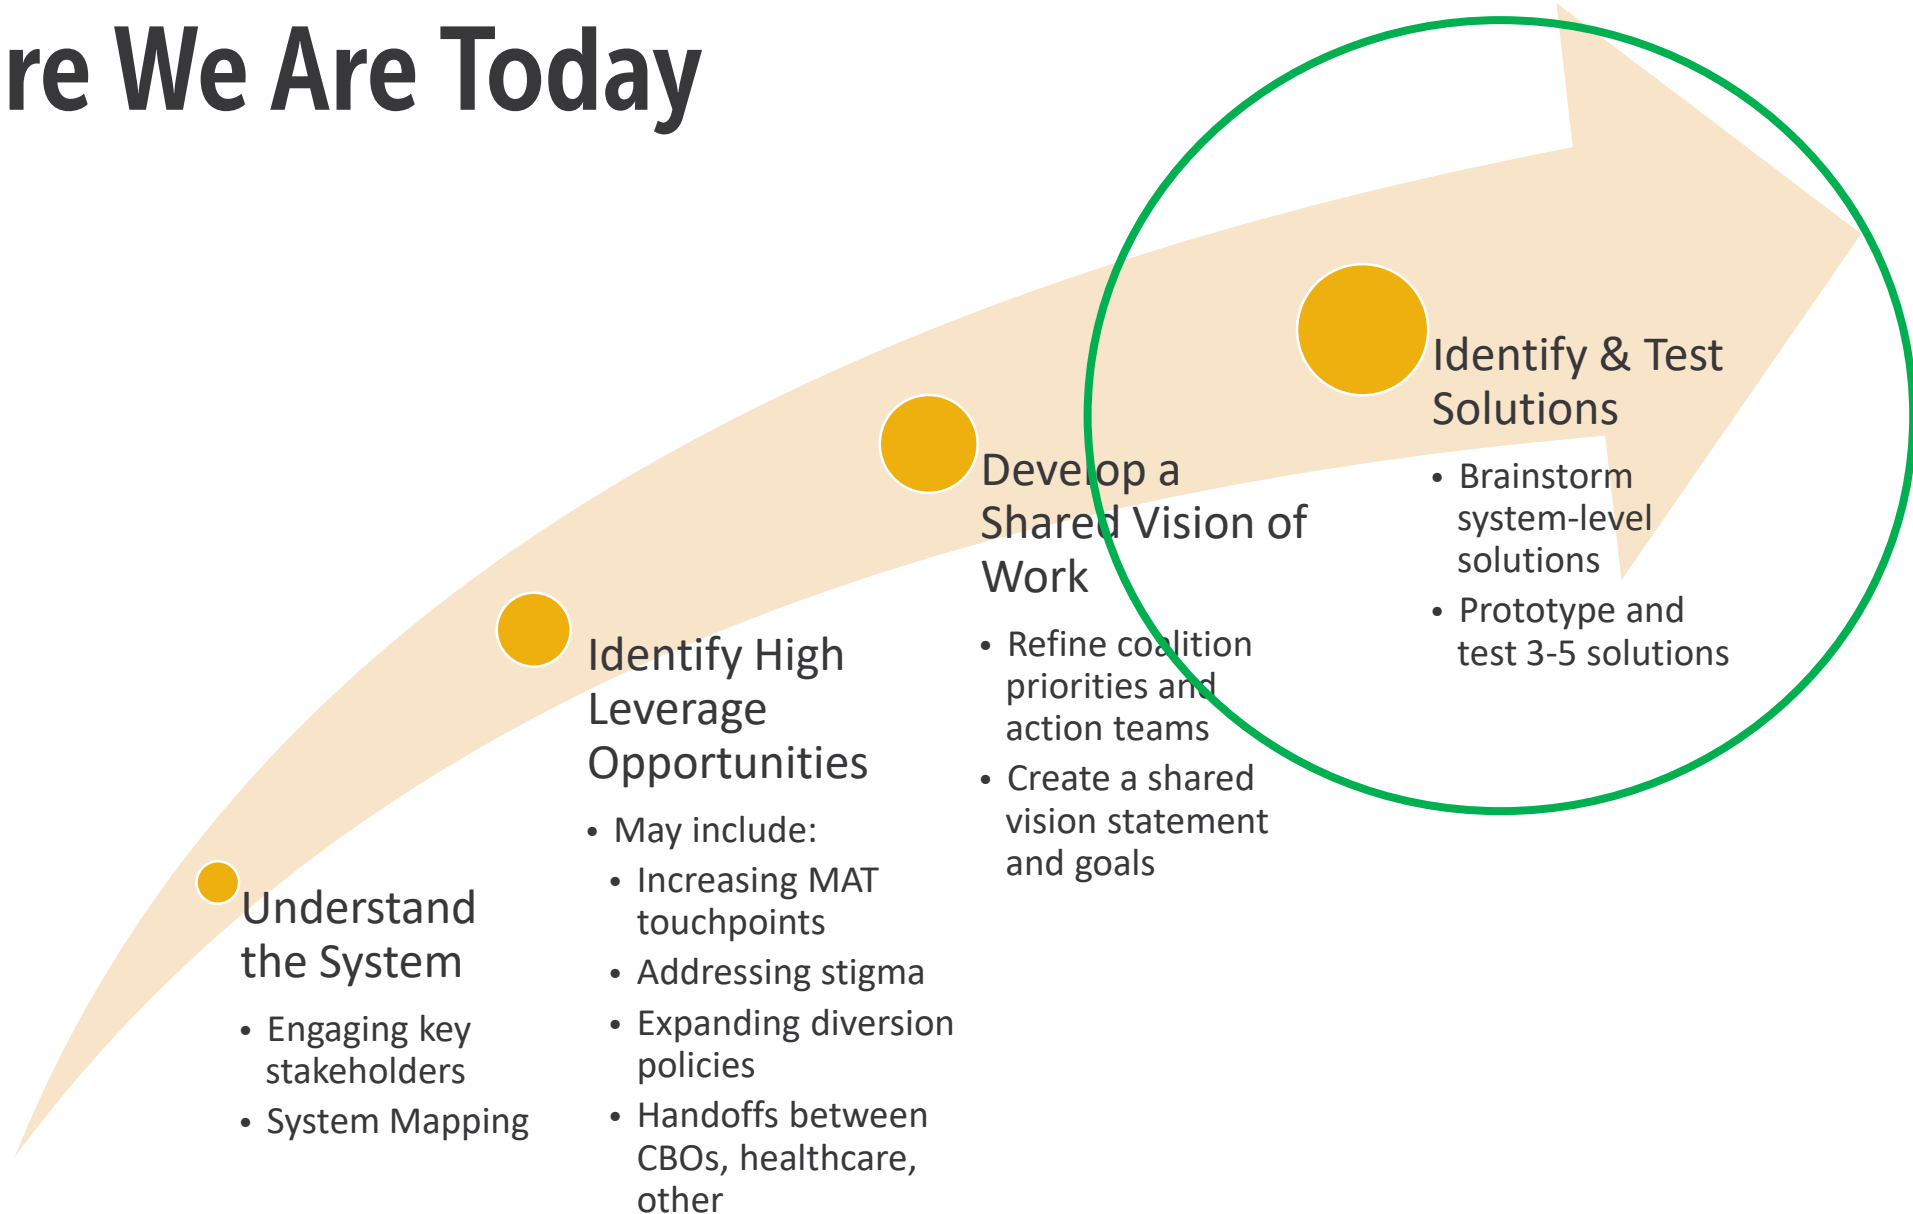 re We Are Today
Understand
the System
• Engaging key
stakeholders
• System Mapping
Identify High
Leverage
Opportunities
• May include:
• Increasing MAT
touchpoints
• Addressing stigma
• Expanding diversion
policies
• Handoffs between
CBOs, healthcare,
other
Develop a
Shared Vision of
Work
• Refine coalition
priorities and
action teams
• Create a shared
vision statement
and goals
Identify & Test
Solutions
• Brainstorm
system-level
solutions
• Prototype and
test 3-5 solutions